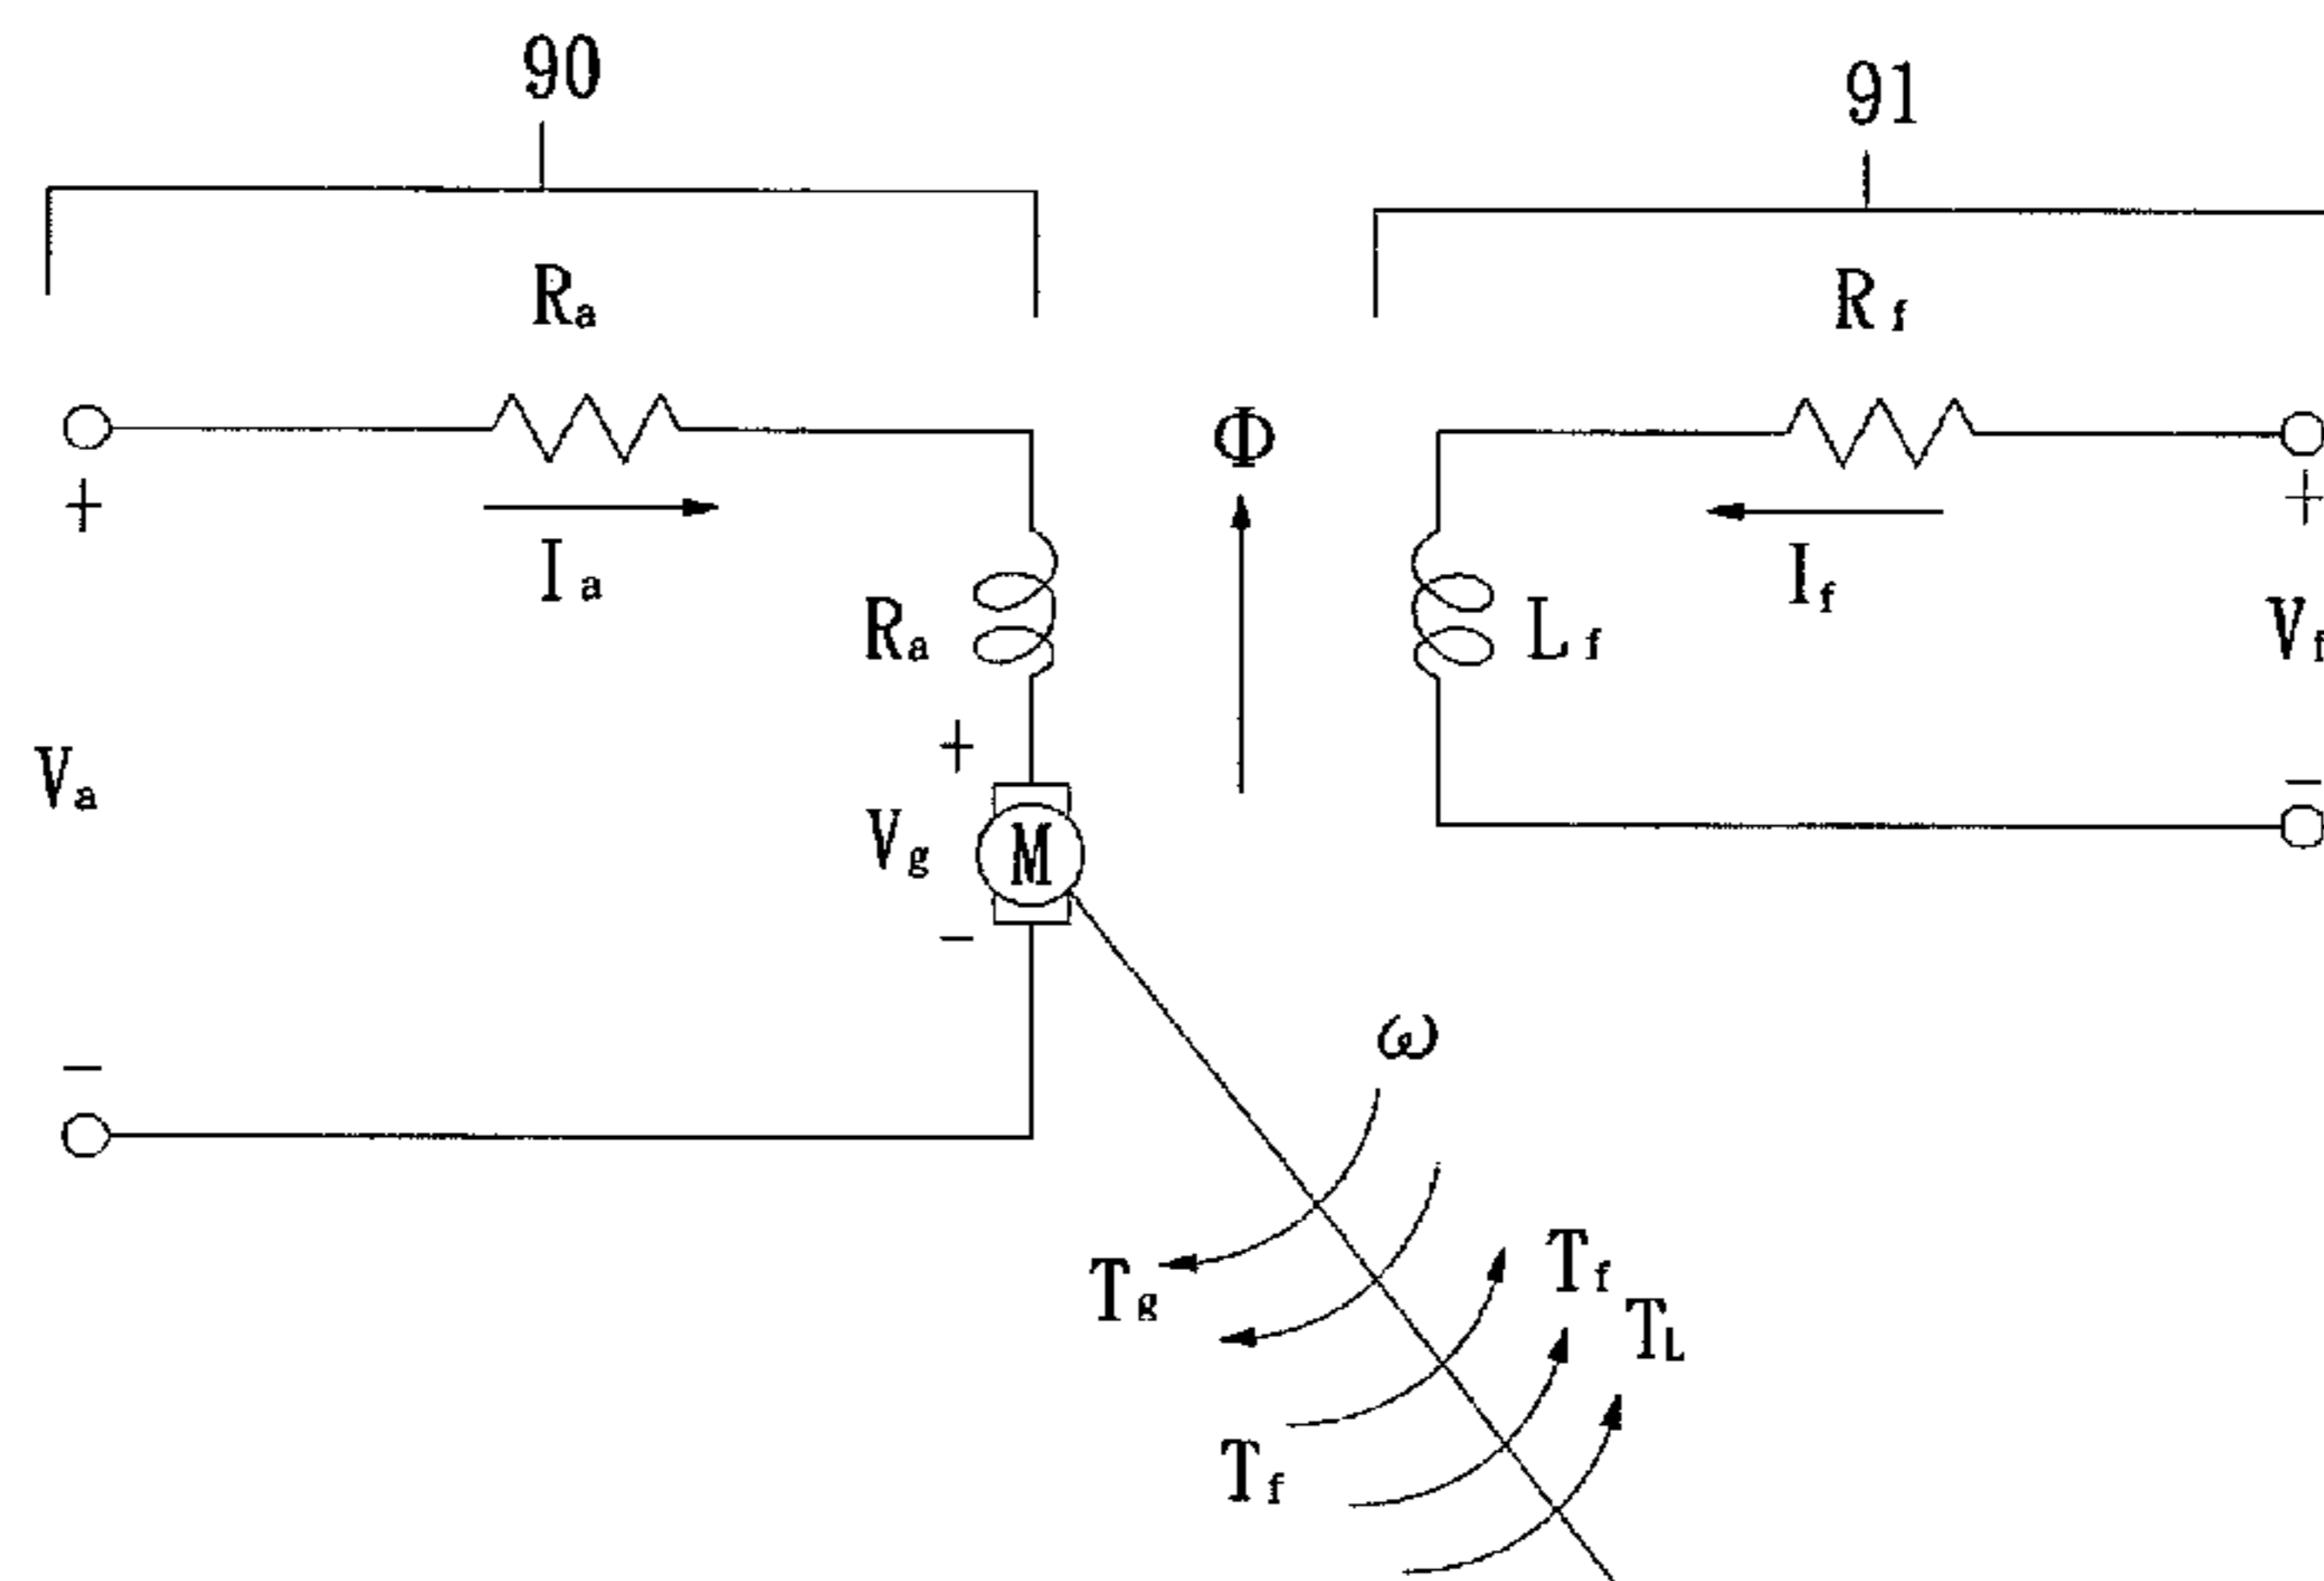 90
91
Ra
Rf
Φ
+
+
Ia
If
Ra
Lf
Vf
+
Va
Vg
M
-
-
ω
-
Tg
Tf
TL
Tf